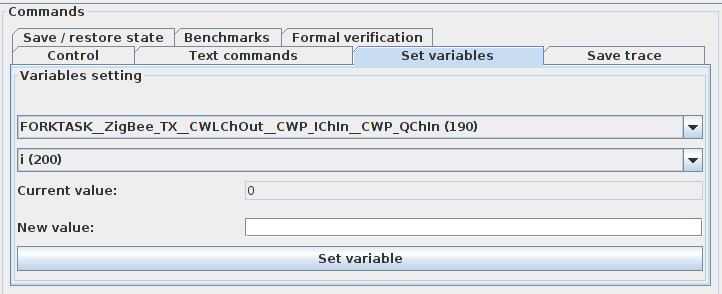 Commands
Save / restore state Benchmarks Formal verification
Control Text commands Set variables Save trace
Variables setting
FORKTASK__ZigBee_TX__CWLChOut__CWP_IChIn__CWP_QChIn (190)
i (200)
Current value: 0
New value:
Set variable